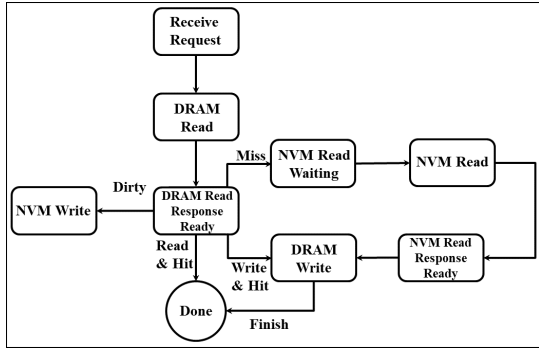 Receive
Request
DRAM
Read
Miss
NVM Read
Waiting
NVM Read
Dirty
NVM Write
DRAM Read
Response
Ready
Read
& Hit
Write
& Hit
DRAM
Write
NVM Read
Response
Ready
Done
Finish